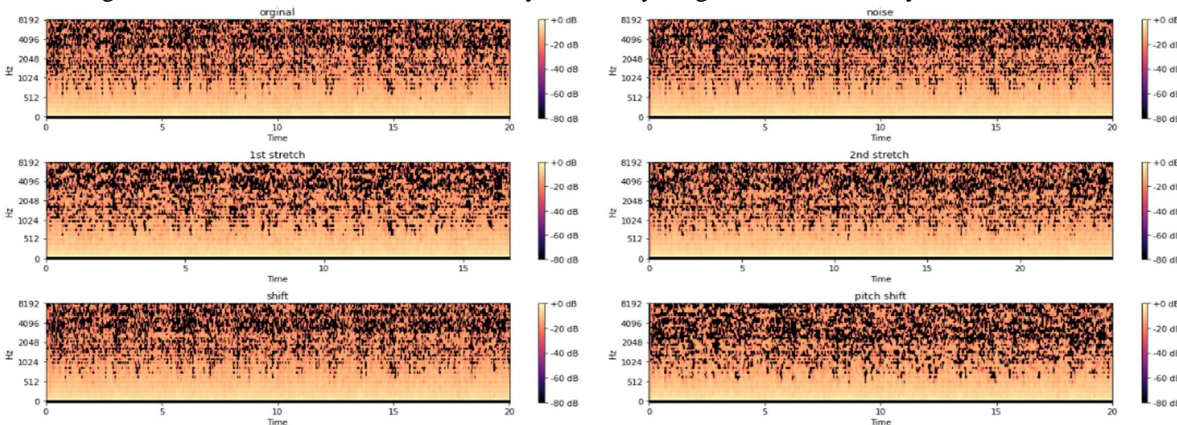 orginal
8192
4096
2048
1024
512
0
Hz
0 5 10 15 20
Time
+0 dB
-20 dB
-40 dB
-60 dB
-80 dB
noise
8192
4096
2048
1024
512
0
Hz
0 5 10 15 20
Time
+0 dB
-20 dB
-40 dB
-60 dB
-80 dB
1st stretch
8192
4096
2048
1024
512
0
Hz
0 5 10 15
Time
+0 dB
-20 dB
-40 dB
-60 dB
-80 dB
2nd stretch
8192
4096
2048
1024
512
0
Hz
0 5 10 15 20
Time
+0 dB
-20 dB
-40 dB
-60 dB
-80 dB
shift
8192
4096
2048
1024
512
0
Hz
0 5 10 15 20
Time
+0 dB
-20 dB
-40 dB
-60 dB
-80 dB
pitch shift
8192
4096
2048
1024
512
0
Hz
0 5 10 15 20
Time
+0 dB
-20 dB
-40 dB
-60 dB
-80 dB